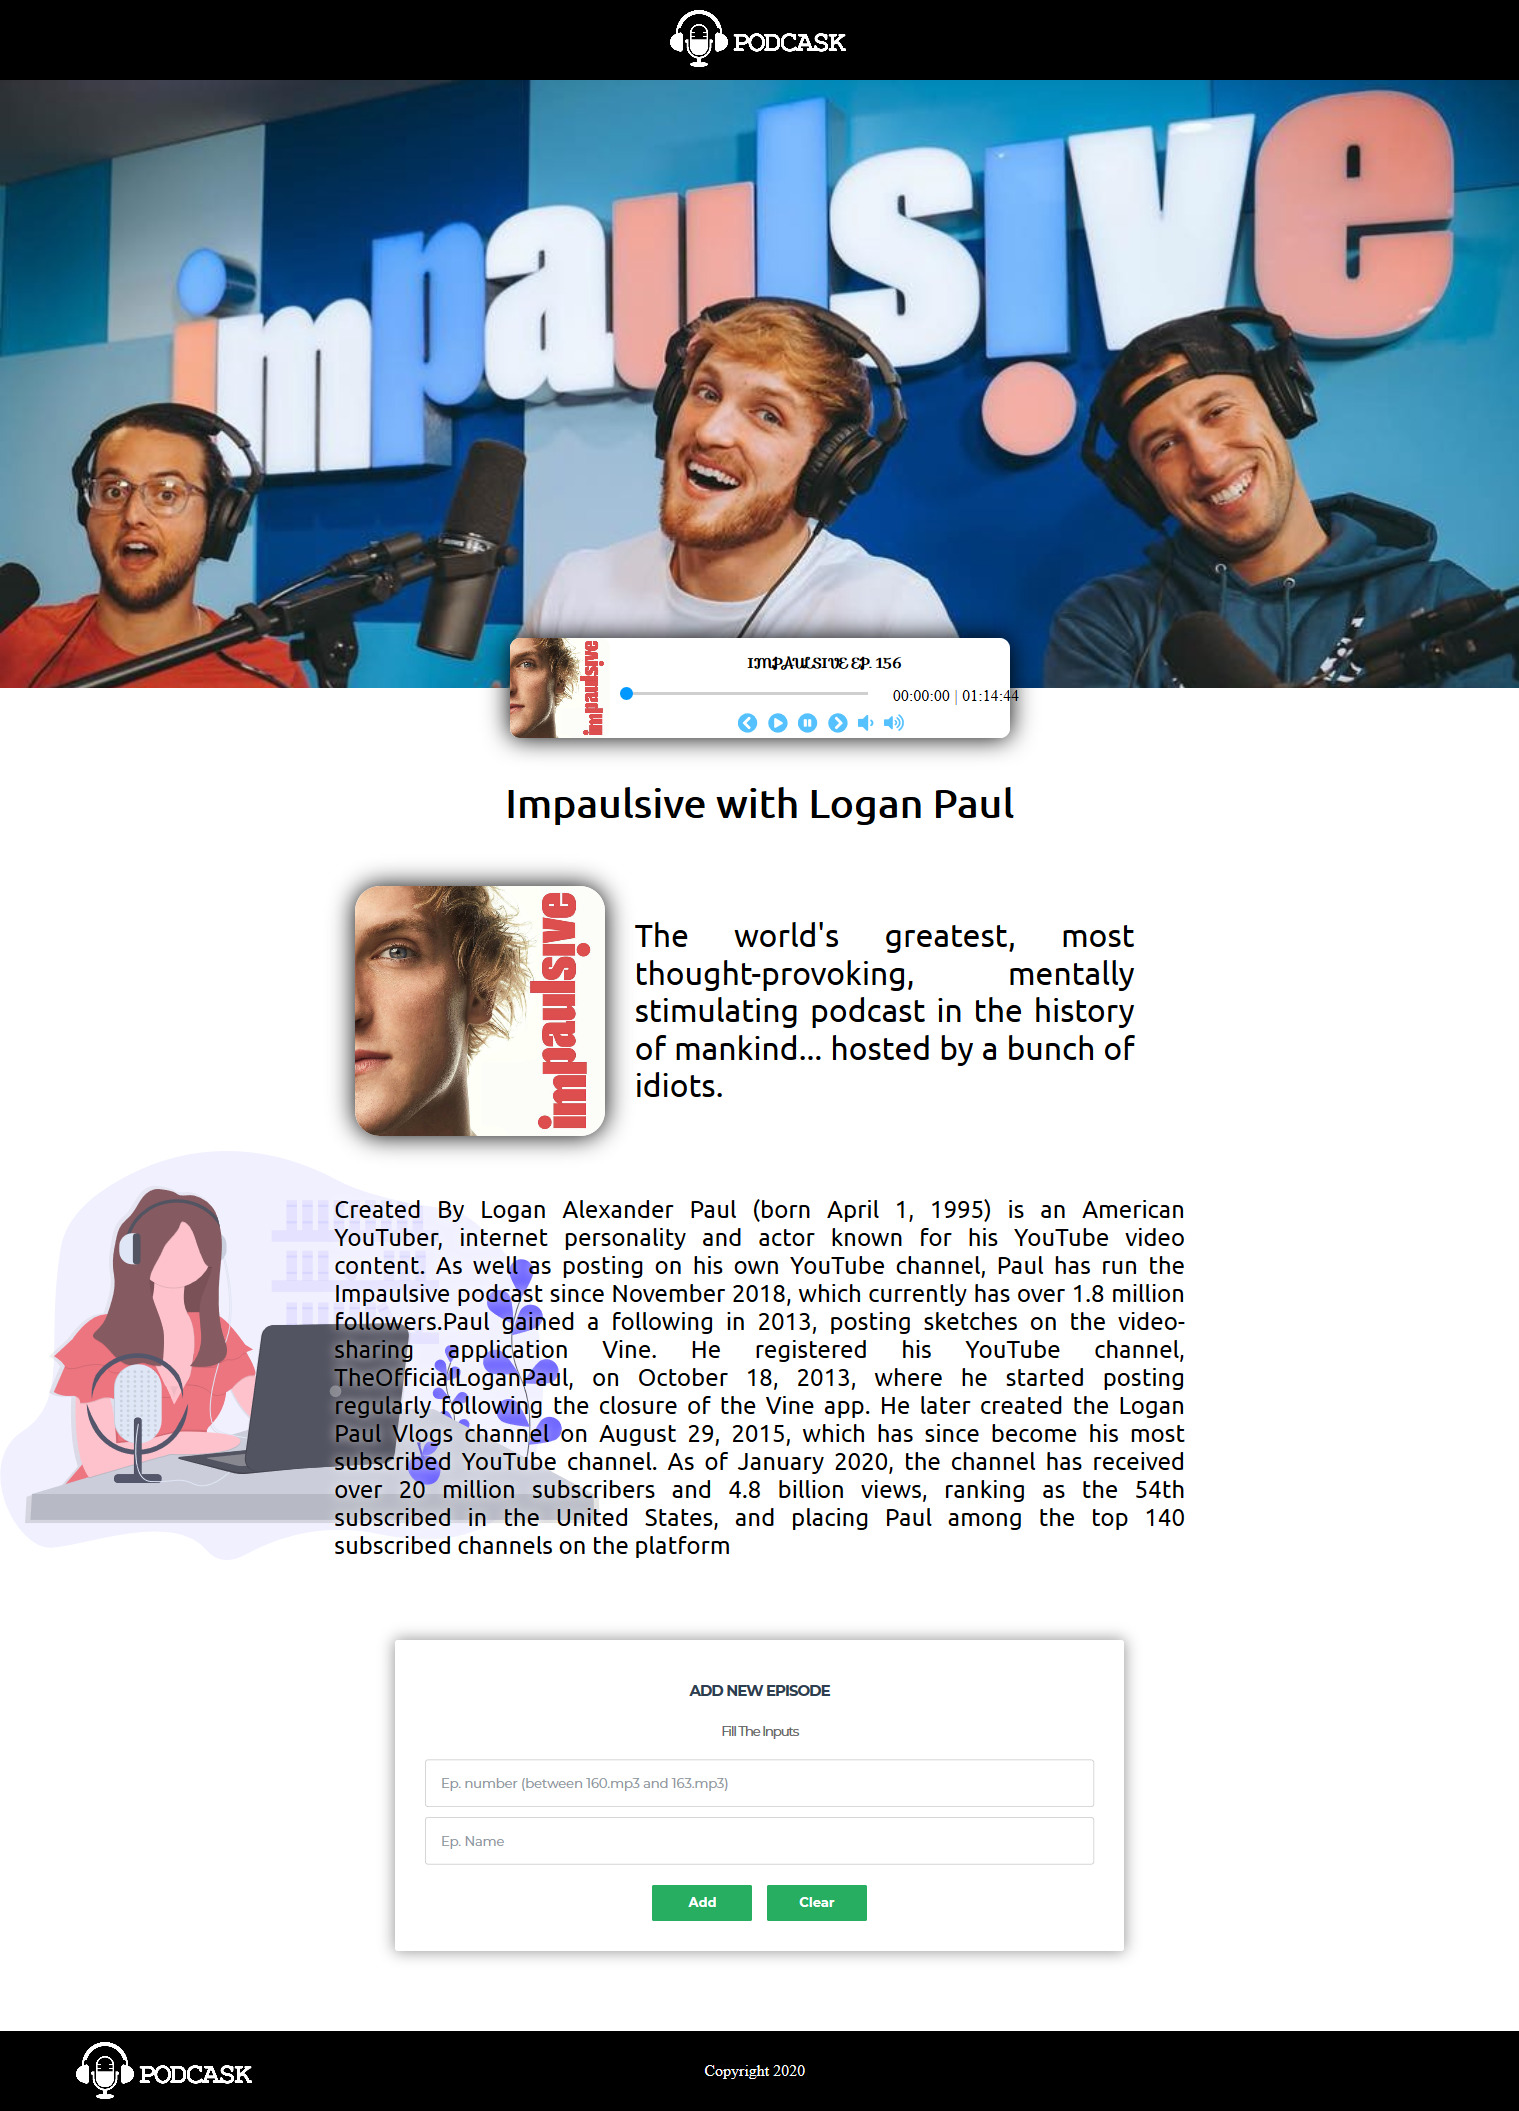 PODCASK
impaulsive
impaulsive
IMPAULSIVE EP. 156
00:00:00 | 01:14:44
Impaulsive with Logan Paul
impaulsive
The world's greatest, most
thought-provoking, mentally
stimulating podcast in the history
of mankind... hosted by a bunch of
idiots.
Created By Logan Alexander Paul (born April 1, 1995) is an American
YouTuber, internet personality and actor known for his YouTube video
content. As well as posting on his own YouTube channel, Paul has run the
Impaulsive podcast since November 2018, which currently has over 1.8 million
followers.Paul gained a following in 2013, posting sketches on the video-
sharing application Vine. He registered his YouTube channel,
TheOfficialLoganPaul, on October 18, 2013, where he started posting
regularly following the closure of the Vine app. He later created the Logan
Paul Vlogs channel on August 29, 2015, which has since become his most
subscribed YouTube channel. As of January 2020, the channel has received
over 20 million subscribers and 4.8 billion views, ranking as the 54th
subscribed in the United States, and placing Paul among the top 140
subscribed channels on the platform
ADD NEW EPISODE
Fill The Inputs
Ep. number (between 160.mp3 and 163.mp3)
Ep. Name
Add Clear
PODCASK
Copyright 2020